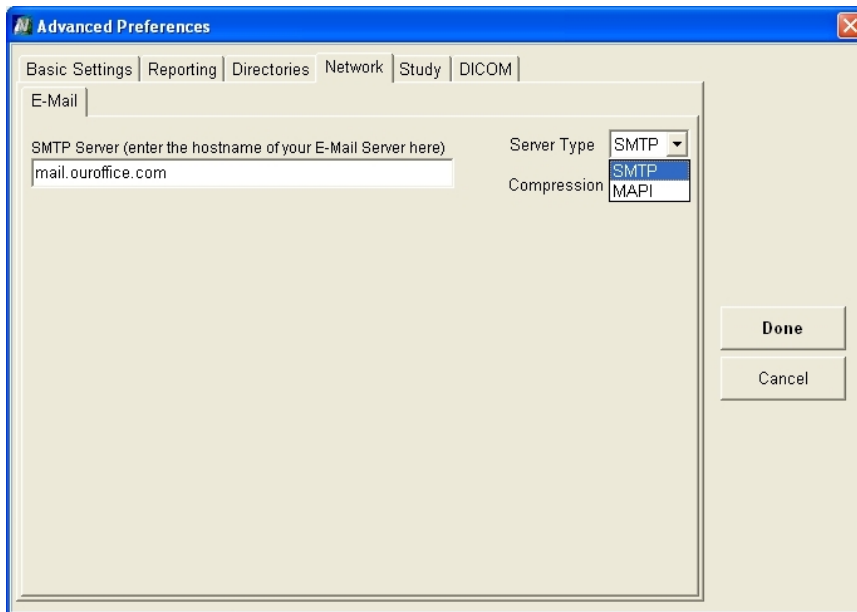 Advanced Preferences
Basic Settings Reporting Directories Network Study DICOM
E-Mail
SMTP Server (enter the hostname of your E-Mail Server here)
mail.ouroffice.com
Server Type SMTP
SMTP
Compression MAPI
Done
Cancel